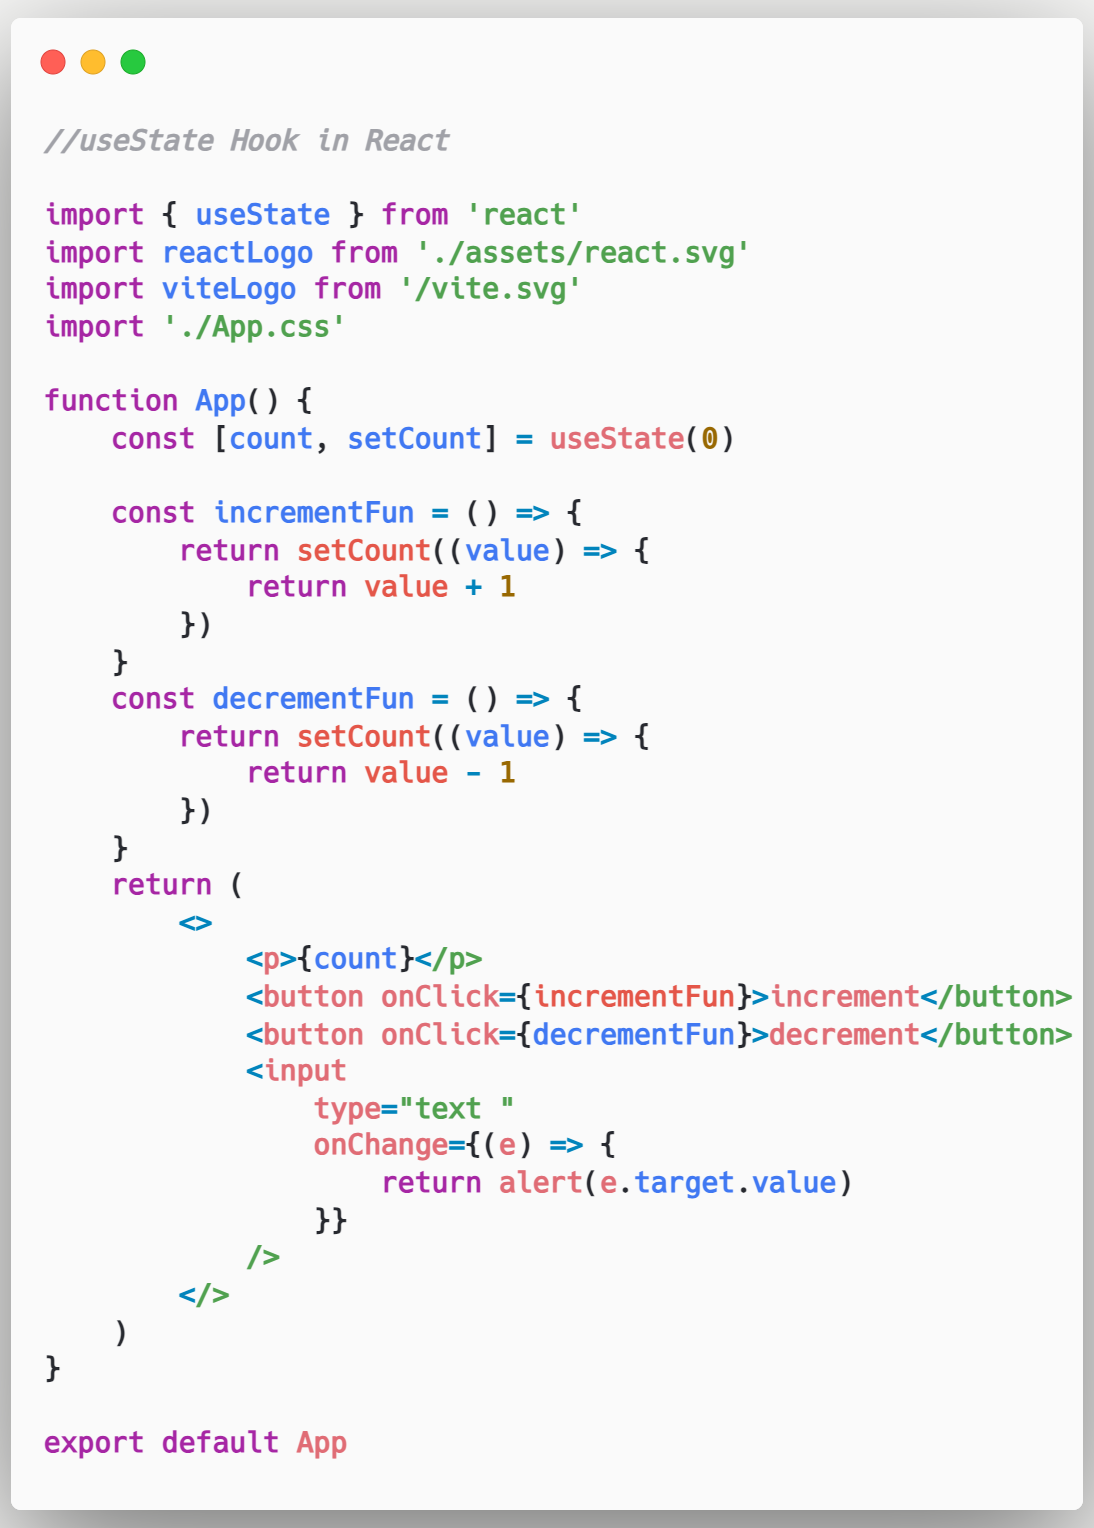 //useState Hook in React

import { useState } from 'react'
import reactLogo from './assets/react.svg'
import viteLogo from '/vite.svg'
import './App.css'

function App() {
    const [count, setCount] = useState(0)

    const incrementFun = () => {
        return setCount((value) => {
            return value + 1
        })
    }
    const decrementFun = () => {
        return setCount((value) => {
            return value - 1
        })
    }
    return (
        <>
            <p>{count}</p>
            <button onClick={incrementFun}>increment</button>
            <button onClick={decrementFun}>decrement</button>
            <input
                type="text "
                onChange={(e) => {
                    return alert(e.target.value)
                }}
            />
        </>
    )
}

export default App